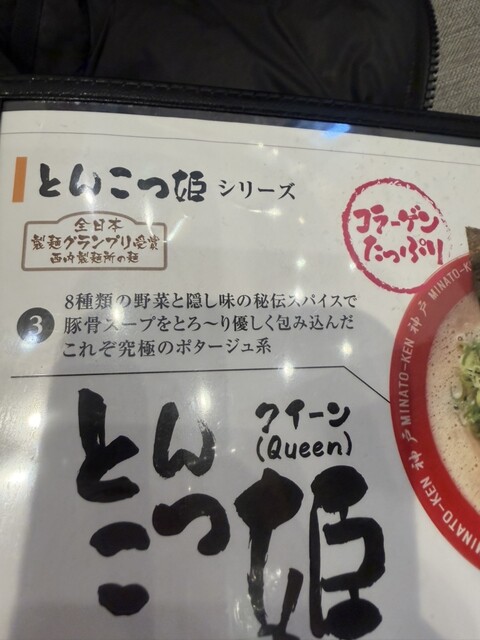 とんこつ姫 シリーズ
全日本
製麺グランプリ受賞
西内製麺所の麺
コラーゲン
たっぷり
3 8種類の野菜と隠し味の秘伝スパイスで
豚骨スープをとろ～り優しく包み込んだ
これぞ究極のポタージュ系
とんこつ姫
クイーン
(Queen)
神戸 MINATO-KEN 神戸 MINATO-KEN
MINATO-KEN